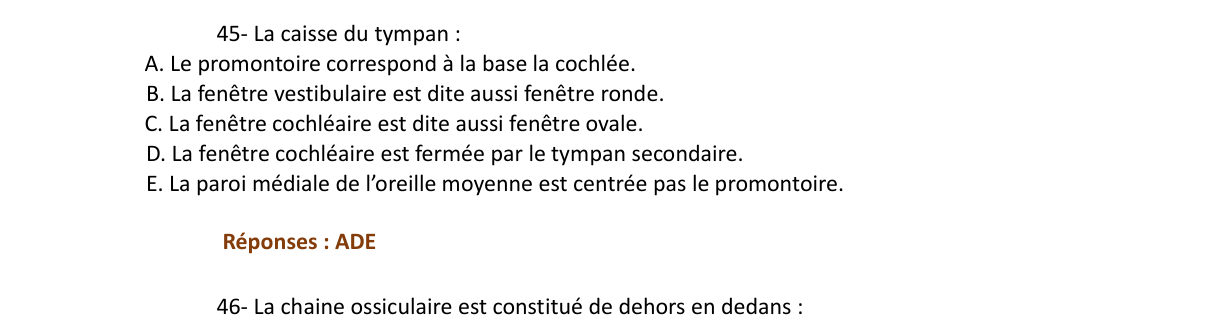 45- La caisse du tympan :
A. Le promontoire correspond à la base la cochlée.
B. La fenêtre vestibulaire est dite aussi fenêtre ronde.
C. La fenêtre cochléaire est dite aussi fenêtre ovale.
D. La fenêtre cochléaire est fermée par le tympan secondaire.
E. La paroi médiale de l’oreille moyenne est centrée pas le promontoire.
Réponses : ADE
46- La chaine ossiculaire est constitué de dehors en dedans :